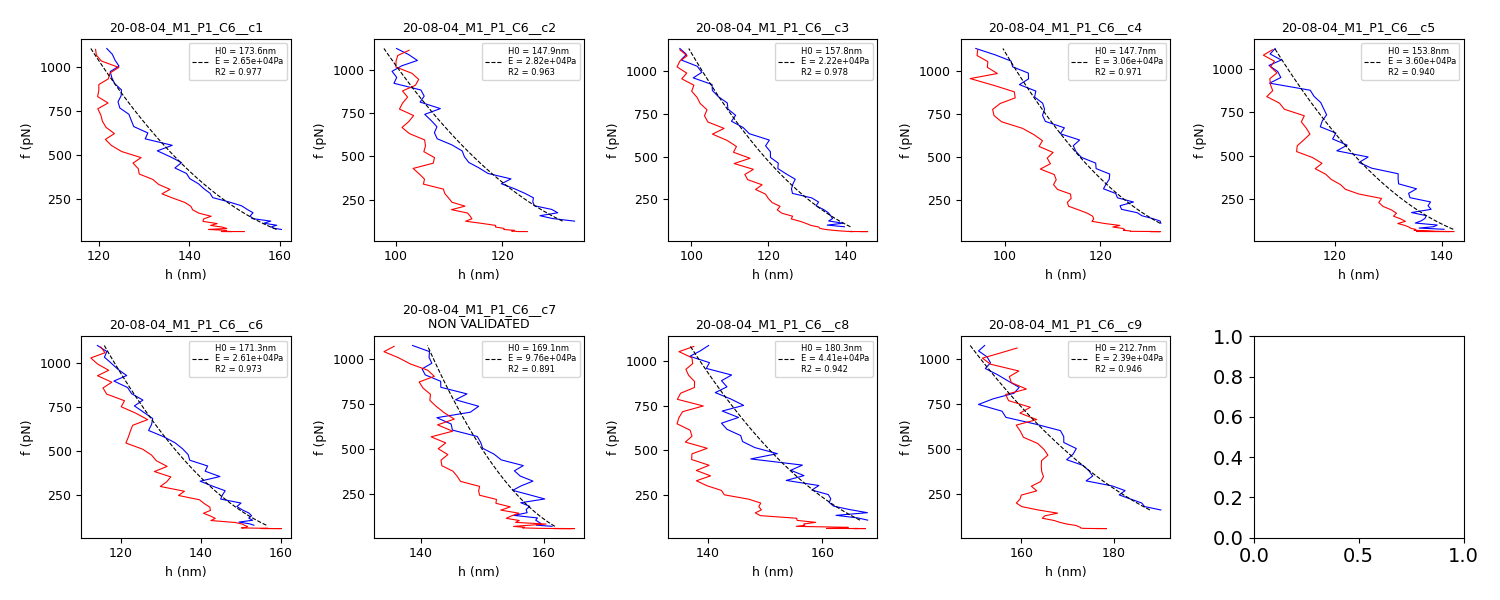 20-08-04_M1_P1_C6__c1
H0 = 173.6nm
E = 2.65e+04Pa
R2 = 0.977
1000
750
500
250
f (pN)
120
140
160
h (nm)
20-08-04_M1_P1_C6__c2
H0 = 147.9nm
E = 2.82e+04Pa
R2 = 0.963
1000
750
500
250
f (pN)
100
120
h (nm)
20-08-04_M1_P1_C6__c3
H0 = 157.8nm
E = 2.22e+04Pa
R2 = 0.978
1000
750
500
250
f (pN)
100
120
140
h (nm)
20-08-04_M1_P1_C6__c4
H0 = 147.7nm
E = 3.06e+04Pa
R2 = 0.971
1000
750
500
250
f (pN)
100
120
h (nm)
20-08-04_M1_P1_C6__c5
H0 = 153.8nm
E = 3.60e+04Pa
R2 = 0.940
1000
750
500
250
f (pN)
120
140
h (nm)
20-08-04_M1_P1_C6__c6
H0 = 171.3nm
E = 2.61e+04Pa
R2 = 0.973
1000
750
500
250
f (pN)
120
140
160
h (nm)
20-08-04_M1_P1_C6__c7
NON VALIDATED
H0 = 169.1nm
E = 9.76e+04Pa
R2 = 0.891
1000
750
500
250
f (pN)
140
160
h (nm)
20-08-04_M1_P1_C6__c8
H0 = 180.3nm
E = 4.41e+04Pa
R2 = 0.942
1000
750
500
250
f (pN)
140
160
h (nm)
20-08-04_M1_P1_C6__c9
H0 = 212.7nm
E = 2.39e+04Pa
R2 = 0.946
1000
750
500
250
f (pN)
160
180
h (nm)
1.0
0.8
0.6
0.4
0.2
0.0
0.0
0.5
1.0